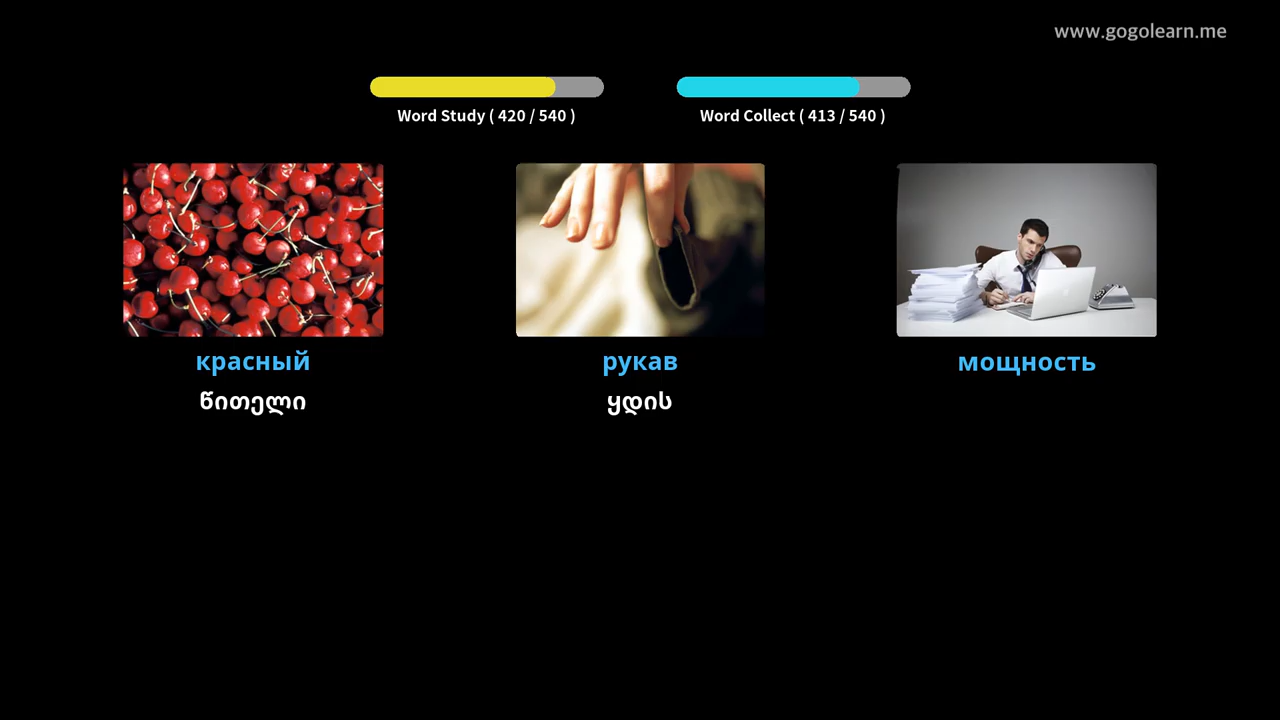 www.gogolearn.me
Word Study ( 420 / 540 )
Word Collect ( 413 / 540 )
красный
рукав
мощность
წითელი
ყდის